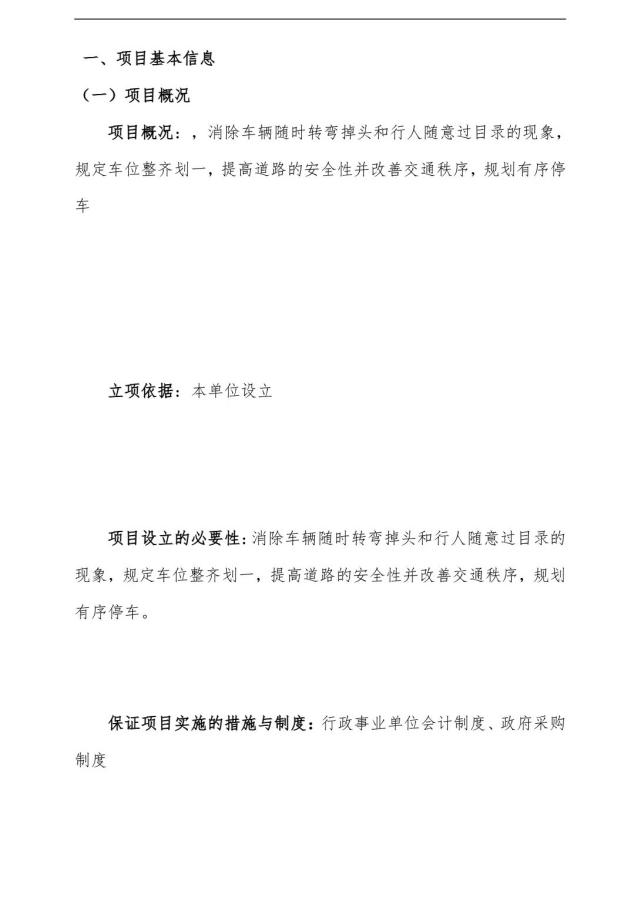 一、项目基本信息
（一）项目概况
项目概况：，消除车辆随时转弯掉头和行人随意过目录的现象，
规定车位整齐划一，提高道路的安全性并改善交通秩序，规划有序停
车
立项依据：本单位设立
项目设立的必要性：消除车辆随时转弯掉头和行人随意过目录的
现象，规定车位整齐划一，提高道路的安全性并改善交通秩序，规划
有序停车。
保证项目实施的措施与制度：行政事业单位会计制度、政府采购
制度